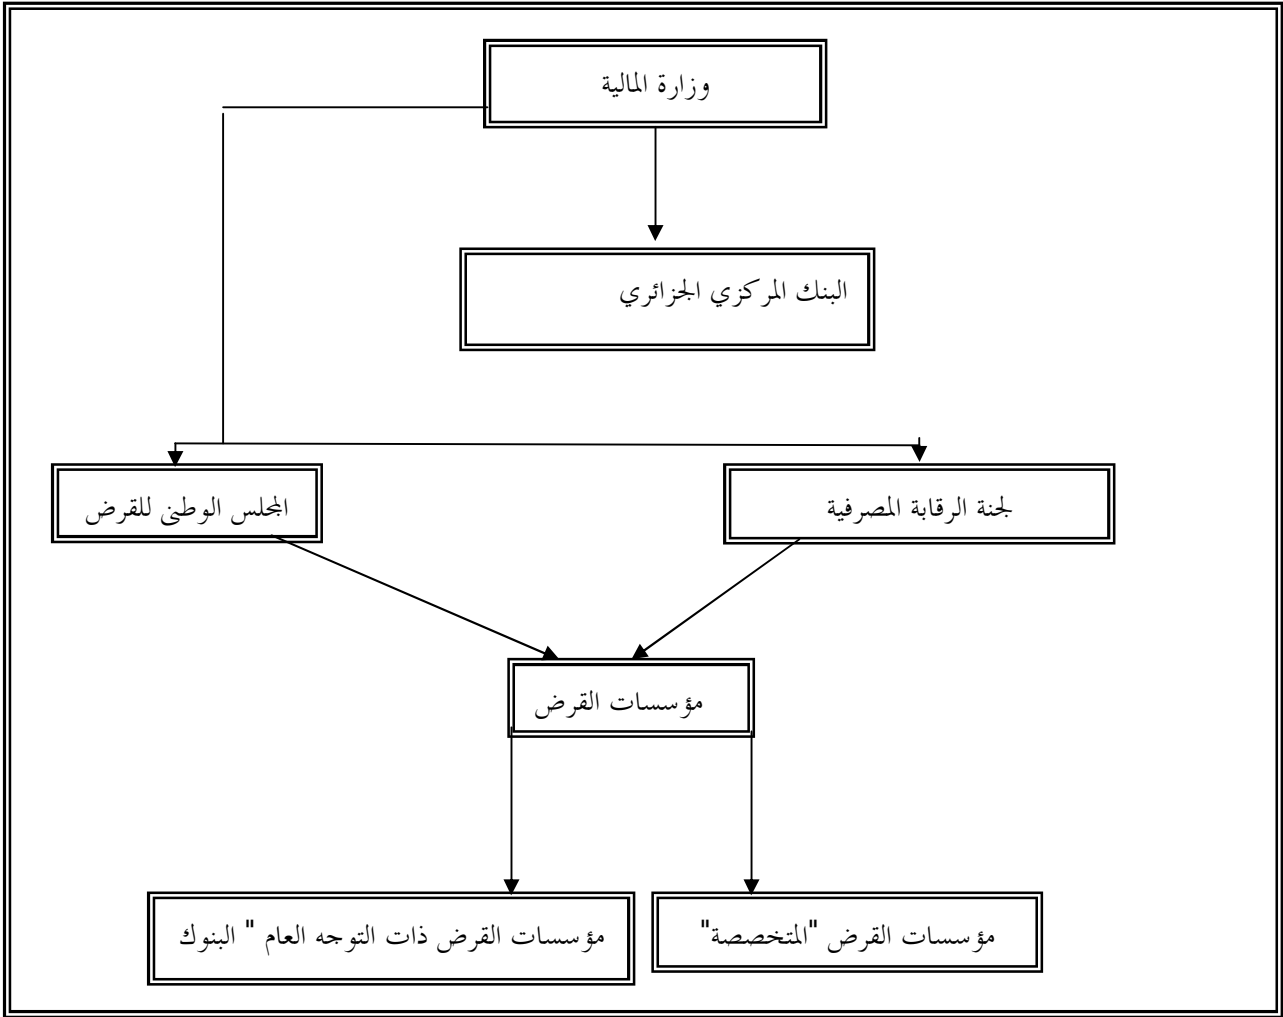 وزارة المالية
البنك المركزي الجزائري
لجنة الرقابة المصرفية
المجلس الوطني للقرض
مؤسسات القرض
مؤسسات القرض "المتخصصة"
مؤسسات القرض ذات التوجه العام " البنوك